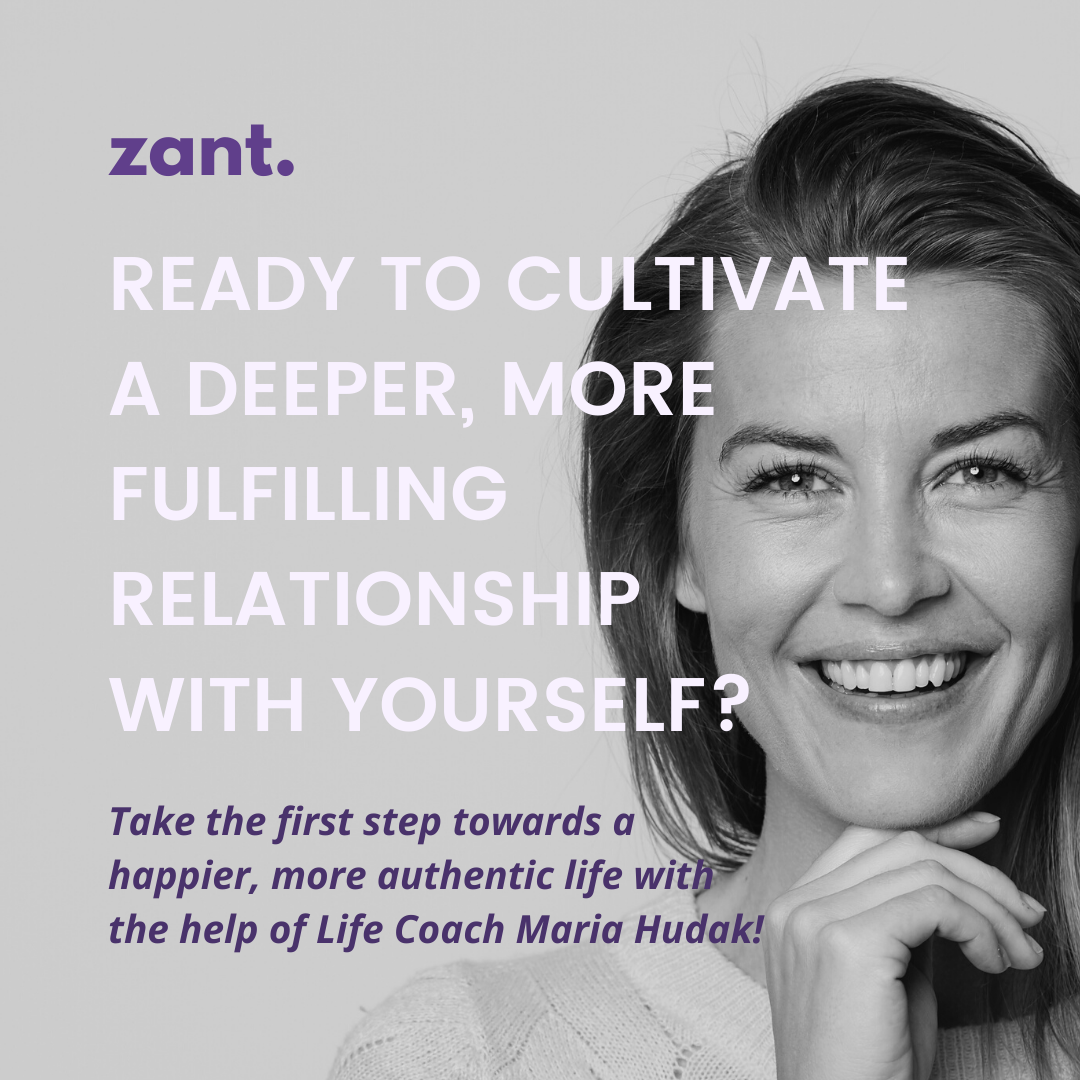 zant.
READY TO CULTIVATE
A DEEPER, MORE
FULFILLING
RELATIONSHIP
WITH YOURSELF?
Take the first step towards a
happier, more authentic life with
the help of Life Coach Maria Hudak!